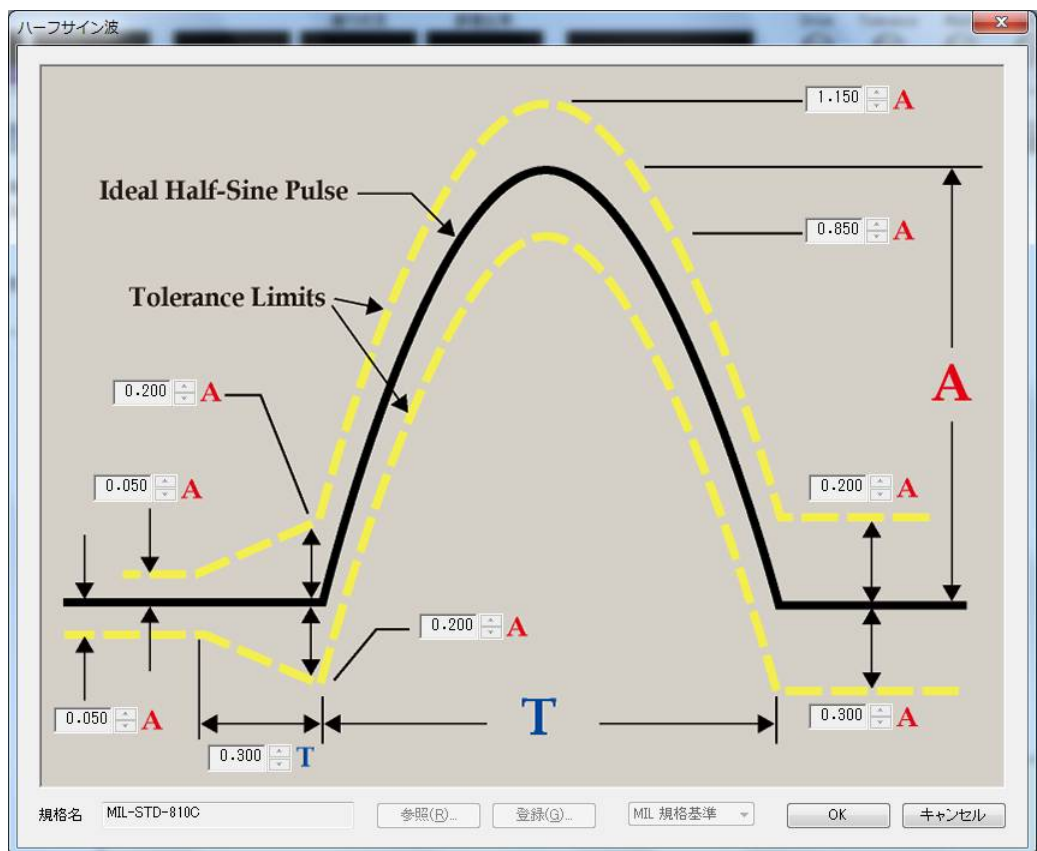 ハーフサイン波
1.150 A
Ideal Half-Sine Pulse
0.850 A
Tolerance Limits
A
0.200 A
0.050 A
0.200 A
0.200 A
0.050 A
T
0.300 A
0.300 T
規格名 MIL-STD-810C 参照(R)... 登録(G)... MIL 規格基準 OK キャンセル